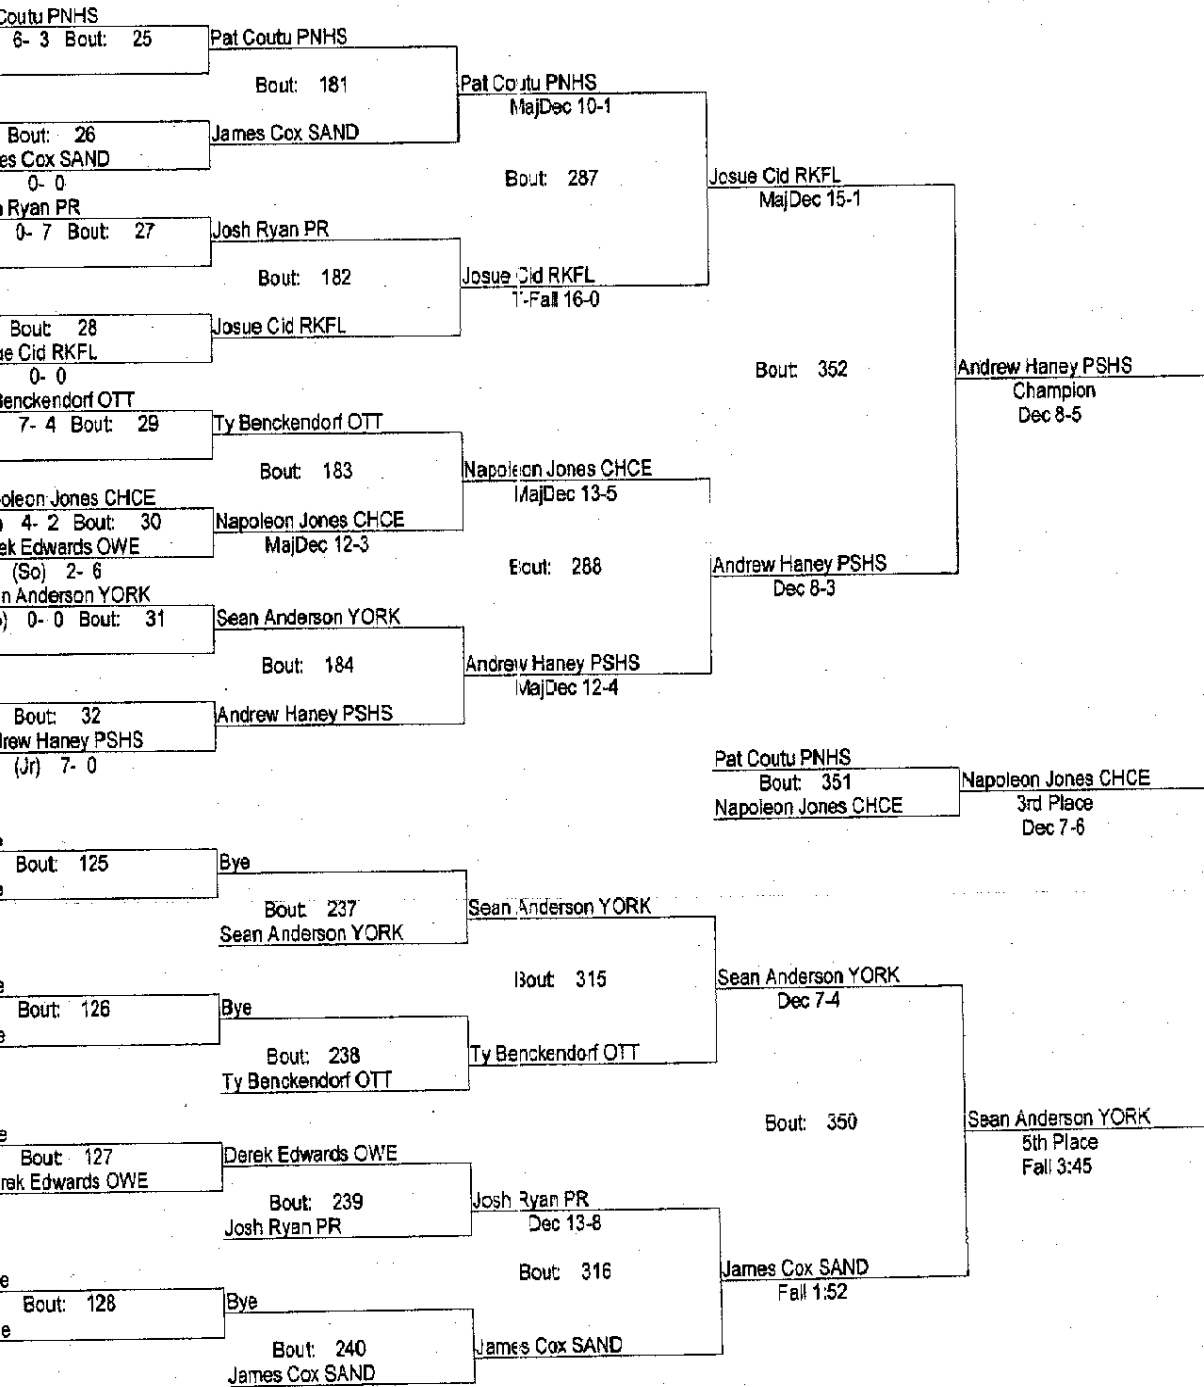 Coutu PNHS
6- 3 Bout: 25
Pat Coutu PNHS
Bout: 181
Pat Coutu PNHS
MajDec 10-1
Bout: 26
James Cox SAND
es Cox SAND
0- 0
Bout: 287
Josue Cid RKFL
MajDec 15-1
Ryan PR
0- 7 Bout: 27
Josh Ryan PR
Bout: 182
Josue Cid RKFL
T-Fall 16-0
Bout: 28
Josue Cid RKFL
ue Cid RKFL
0- 0
Bout: 352
Andrew Haney PSHS
Champion
Dec 8-5
Benckendorf OTT
7- 4 Bout: 29
Ty Benckendorf OTT
Bout: 183
Napoleon Jones CHCE
MajDec 13-5
oleon Jones CHCE
4- 2 Bout: 30
Napoleon Jones CHCE
MajDec 12-3
ek Edwards OWE
(So) 2- 6
Bout: 288
Andrew Haney PSHS
Dec 8-3
n Anderson YORK
) 0- 0 Bout: 31
Sean Anderson YORK
Bout: 184
Andrew Haney PSHS
MajDec 12-4
Bout: 32
Andrew Haney PSHS
drew Haney PSHS
(Jr) 7- 0
Pat Coutu PNHS
Bout: 351
Napoleon Jones CHCE
Napoleon Jones CHCE
3rd Place
Dec 7-6
e
Bout: 125
e
Bye
Bout: 237
Sean Anderson YORK
Sean Anderson YORK
Bout: 315
Sean Anderson YORK
Dec 7-4
e
Bout: 126
e
Bye
Bout: 238
Ty Benckendorf OTT
Ty Benckendorf OTT
Bout: 350
Sean Anderson YORK
5th Place
Fall 3:45
e
Bout: 127
rek Edwards OWE
Derek Edwards OWE
Bout: 239
Josh Ryan PR
Josh Ryan PR
Dec 13-8
Bout: 316
James Cox SAND
Fall 1:52
e
Bout: 128
e
Bye
Bout: 240
James Cox SAND
James Cox SAND